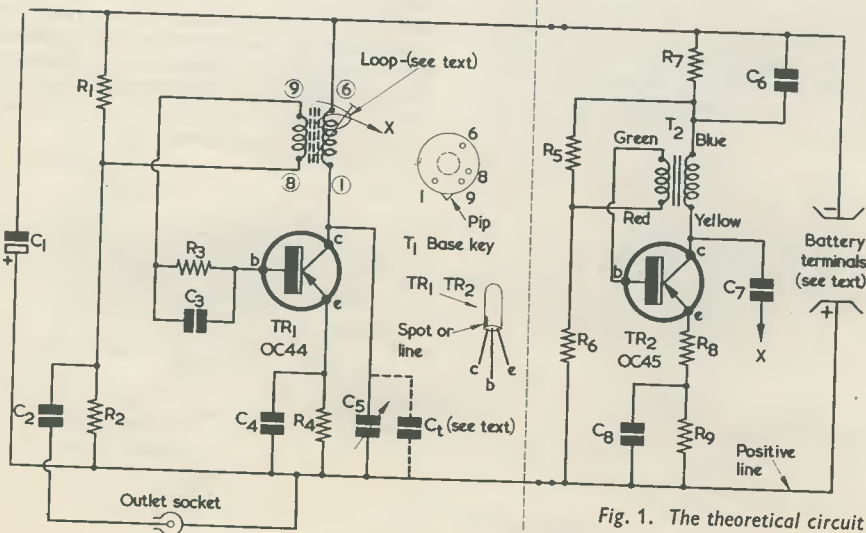 R7
C6
Loop-(see text)
R1
9
6
X
T2
Green
Blue
R5
6
8
1
9
8
1
Pip
Red
Yellow
C1
+
R3
b
c
T1 Base key
c
b
C7
-
Battery
terminals
(see text)
+
C3
e
TR1
OC44
TR1 TR2
Spot or
line
e
TR2
OC45
R8
X
R6
c
b
e
C2
R2
C4
R4
C5
Ct (see text)
C8
R9
Positive
line
Outlet socket
Fig. 1. The theoretical circuit